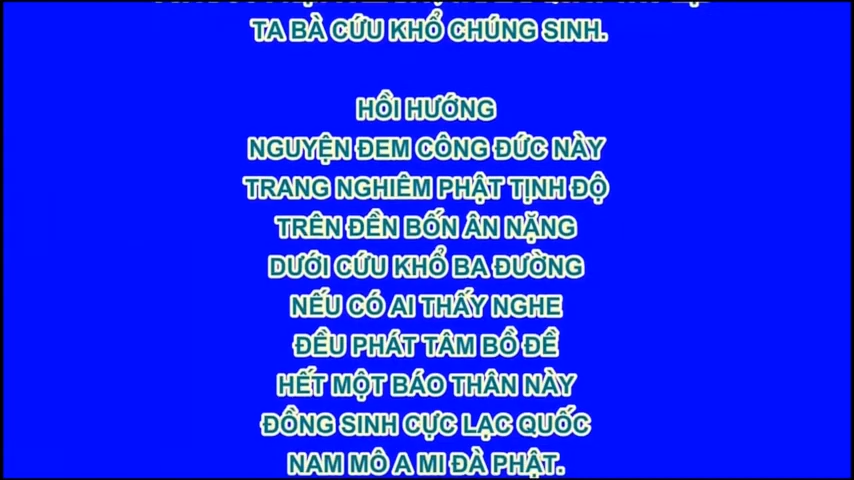 TA BÀ CỨU KHỔ CHÚNG SINH.
HỒI HƯỚNG
NGUYỆN ĐEM CÔNG ĐỨC NÀY
TRANG NGHIÊM PHẬT TỊNH ĐỘ
TRÊN ĐỀN BỐN ÂN NẶNG
DƯỚI CỨU KHỔ BA ĐƯỜNG
NẾU CÓ AI THẤY NGHE
ĐỀU PHÁT TÂM BỒ ĐỀ
HẾT MỘT BÁO THÂN NÀY
ĐỒNG SINH CỰC LẠC QUỐC
NAM MÔ A MI ĐÀ PHẬT.